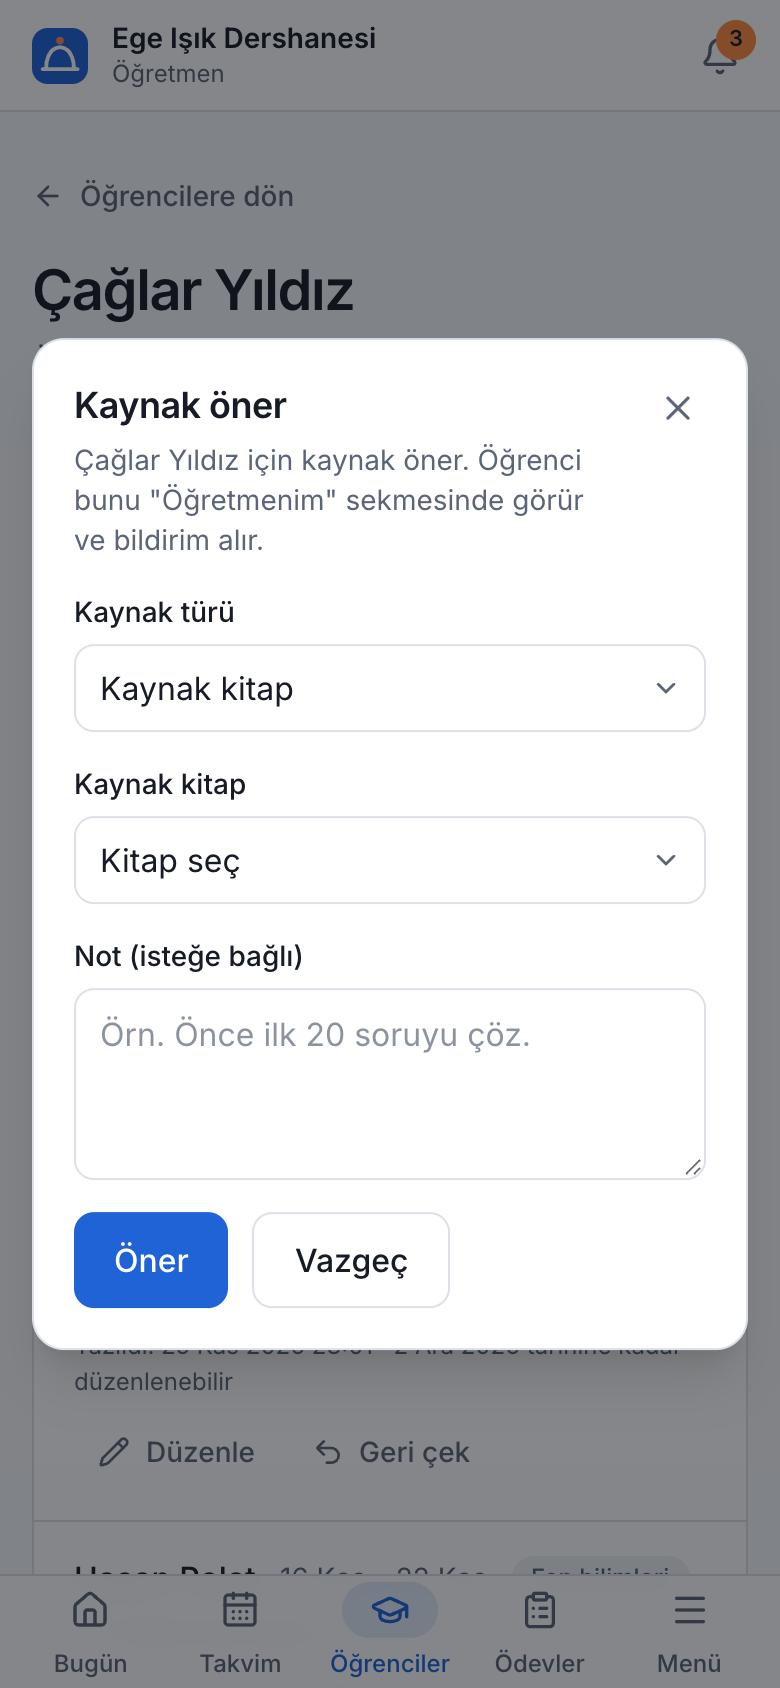 Ege Işık Dershanesi
Öğretmen
3
Öğrencilere dön
Çağlar Yıldız
Kaynak öner
Çağlar Yıldız için kaynak öner. Öğrenci
bunu "Öğretmenim" sekmesinde görür
ve bildirim alır.
Kaynak türü
Kaynak kitap
Kaynak kitap
Kitap seç
Not (isteğe bağlı)
Örn. Önce ilk 20 soruyu çöz.
Öner
Vazgeç
düzenlenebilir
Düzenle
Geri çek
Bugün
Takvim
Öğrenciler
Ödevler
Menü